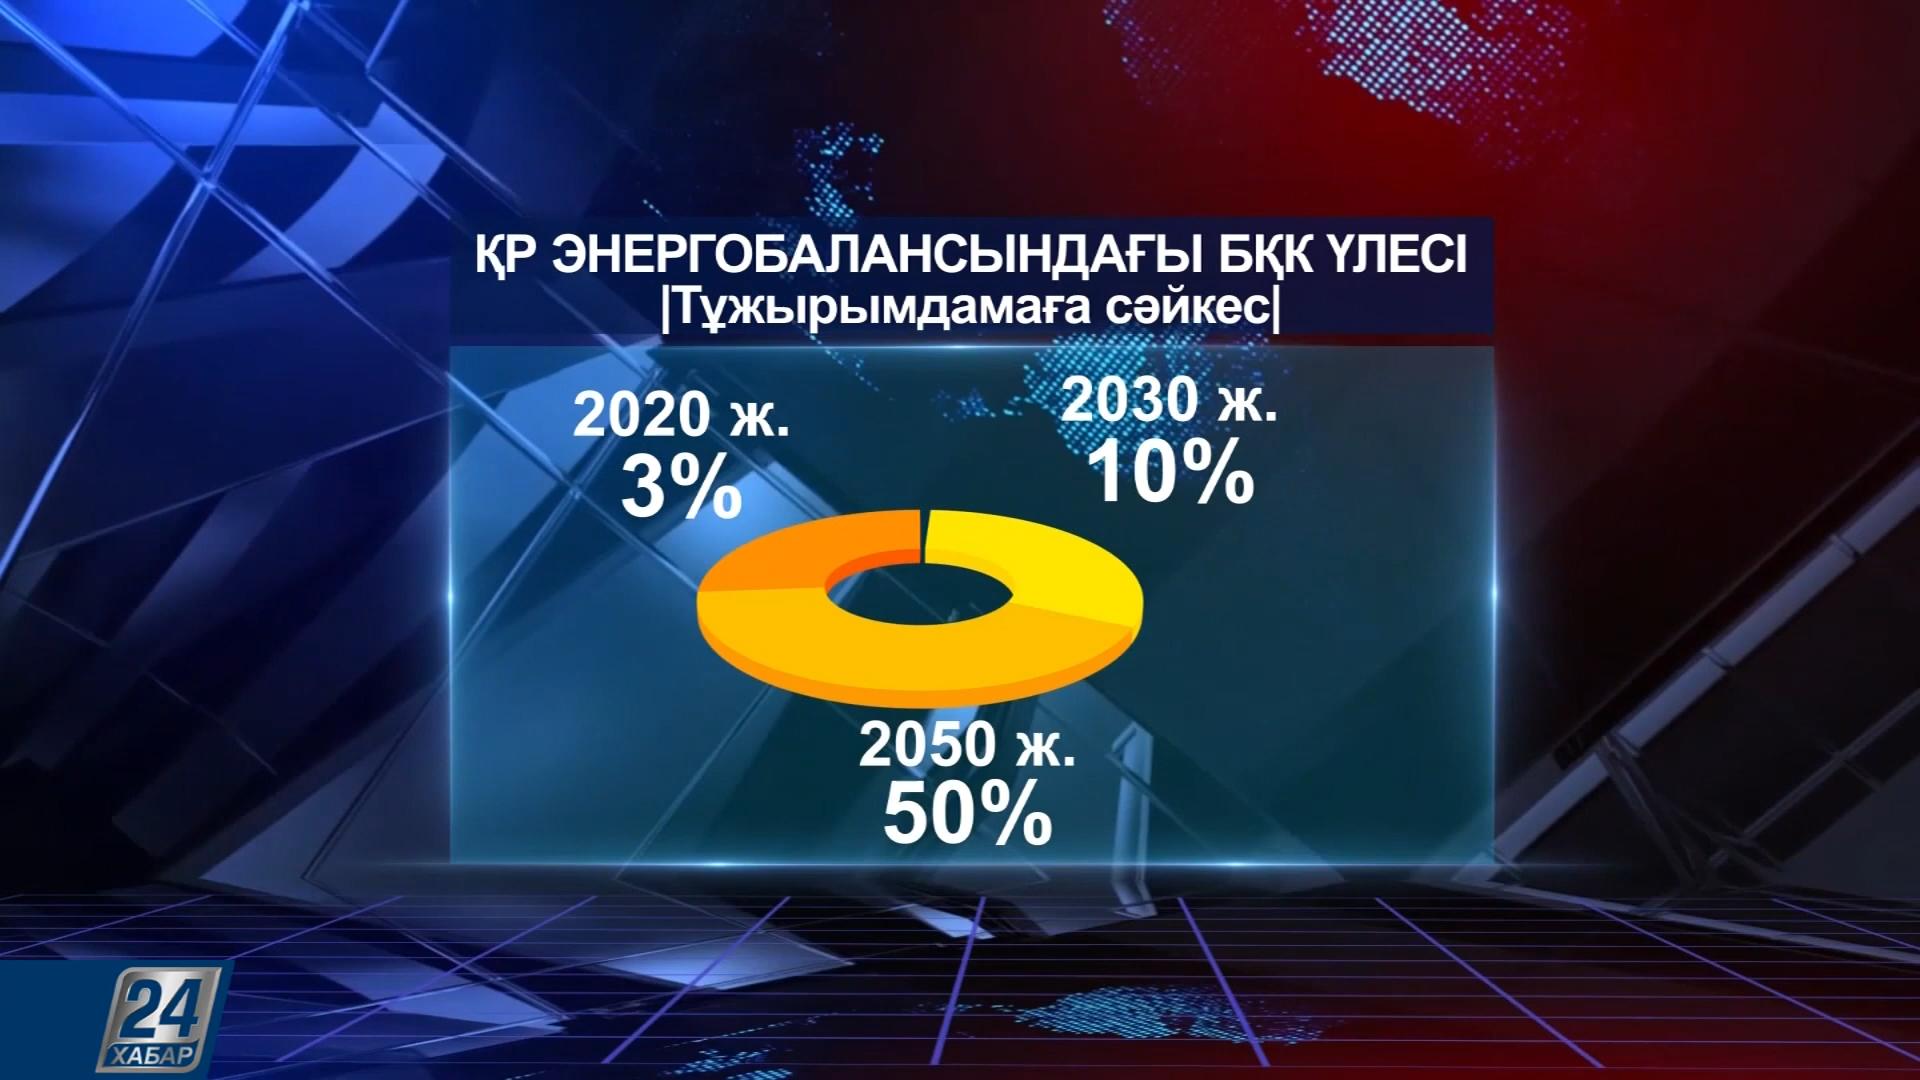 ҚР ЭНЕРГОБАЛАНСЫНДАҒЫ БҚК ҮЛЕСІ
|Тұжырымдамаға сәйкес|
2020 ж.
3%
2030 ж.
10%
2050 ж.
50%
24
ХАБАР